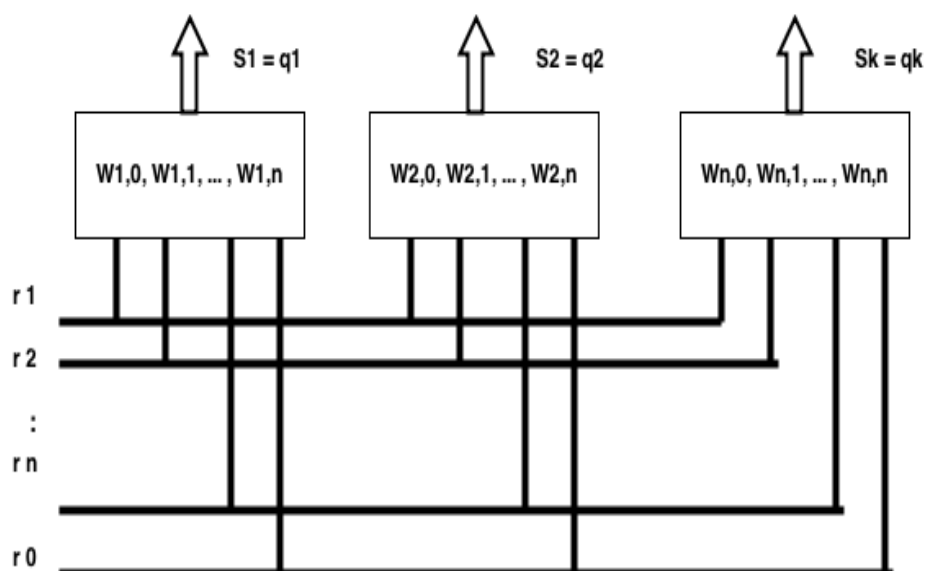 S1 = q1
S2 = q2
Sk = qk
W1,0, W1,1, ... , W1,n
W2,0, W2,1, ... , W2,n
Wn,0, Wn,1, ... , Wn,n
r 1
r 2
:
r n
r 0